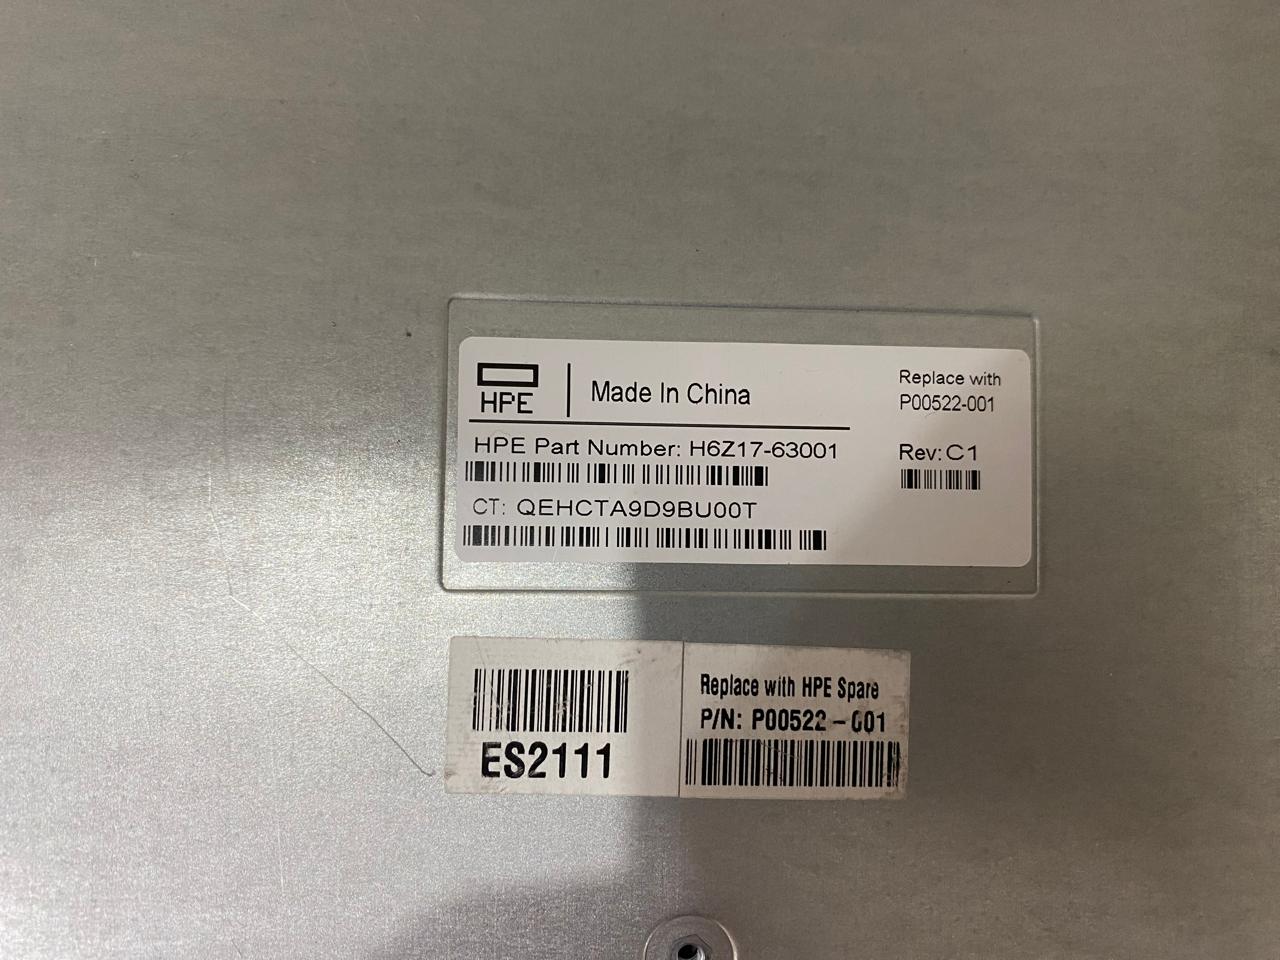 HPE
Made In China
Replace with
P00522-001
HPE Part Number: H6Z17-63001
Rev: C1
CT: QEHCTA9D9BU00T
ES2111
Replace with HPE Spare
P/N: P00522-001